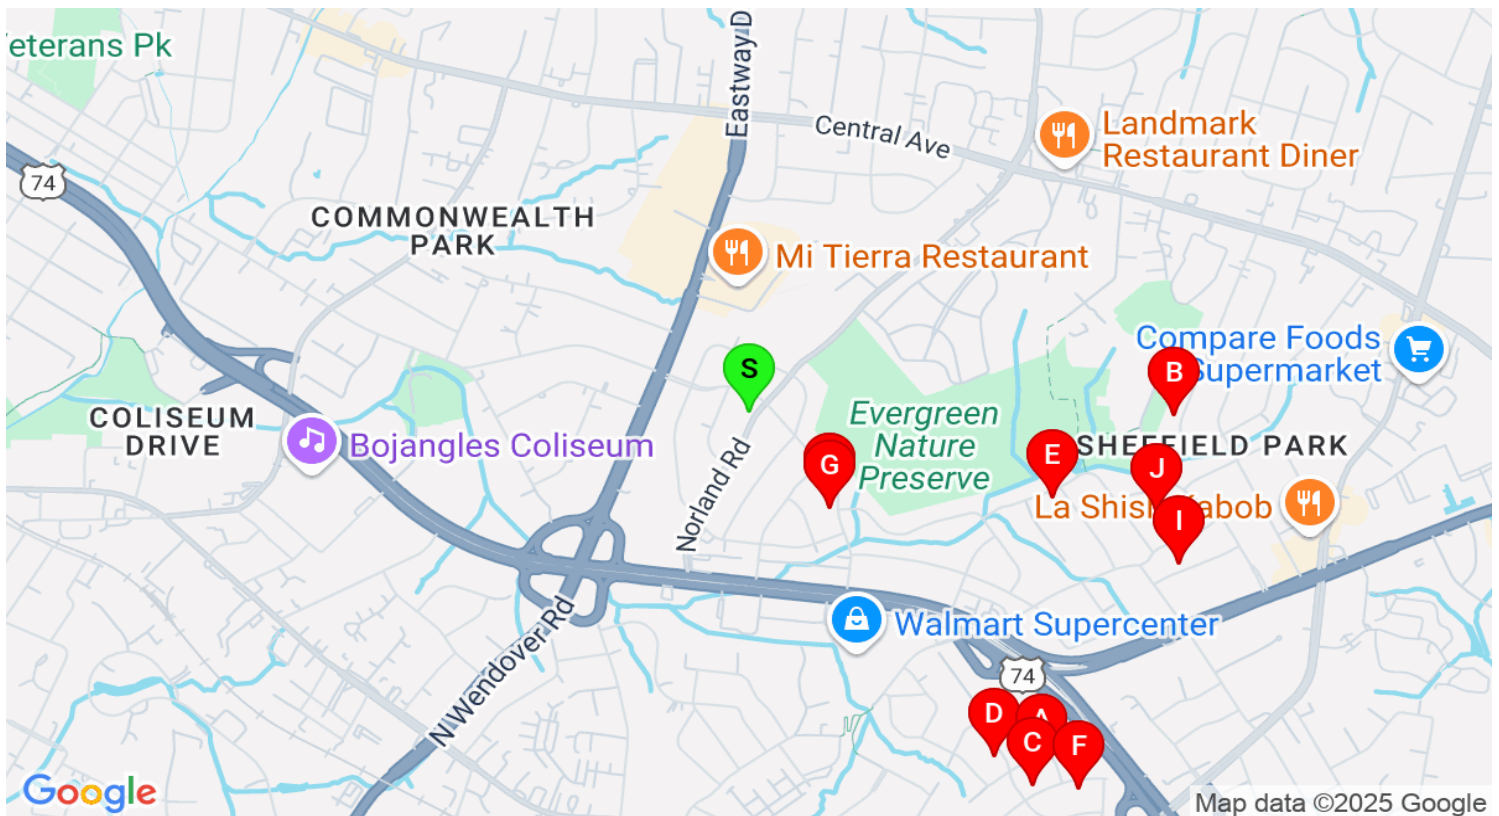 eterans Pk
Eastway D
Central Ave
Landmark
Restaurant Diner
74
COMMONWEALTH
PARK
Mi Tierra Restaurant
Compare Foods
Supermarket
S
B
COLISEUM
DRIVE
Bojangles Coliseum
Evergreen
Nature
Preserve
SHEFFIELD PARK
G
E
J
Norland Rd
La Shish Kabob
I
N Wendover Rd
Walmart Supercenter
74
D
A
C
F
Google
Map data ©2025 Google